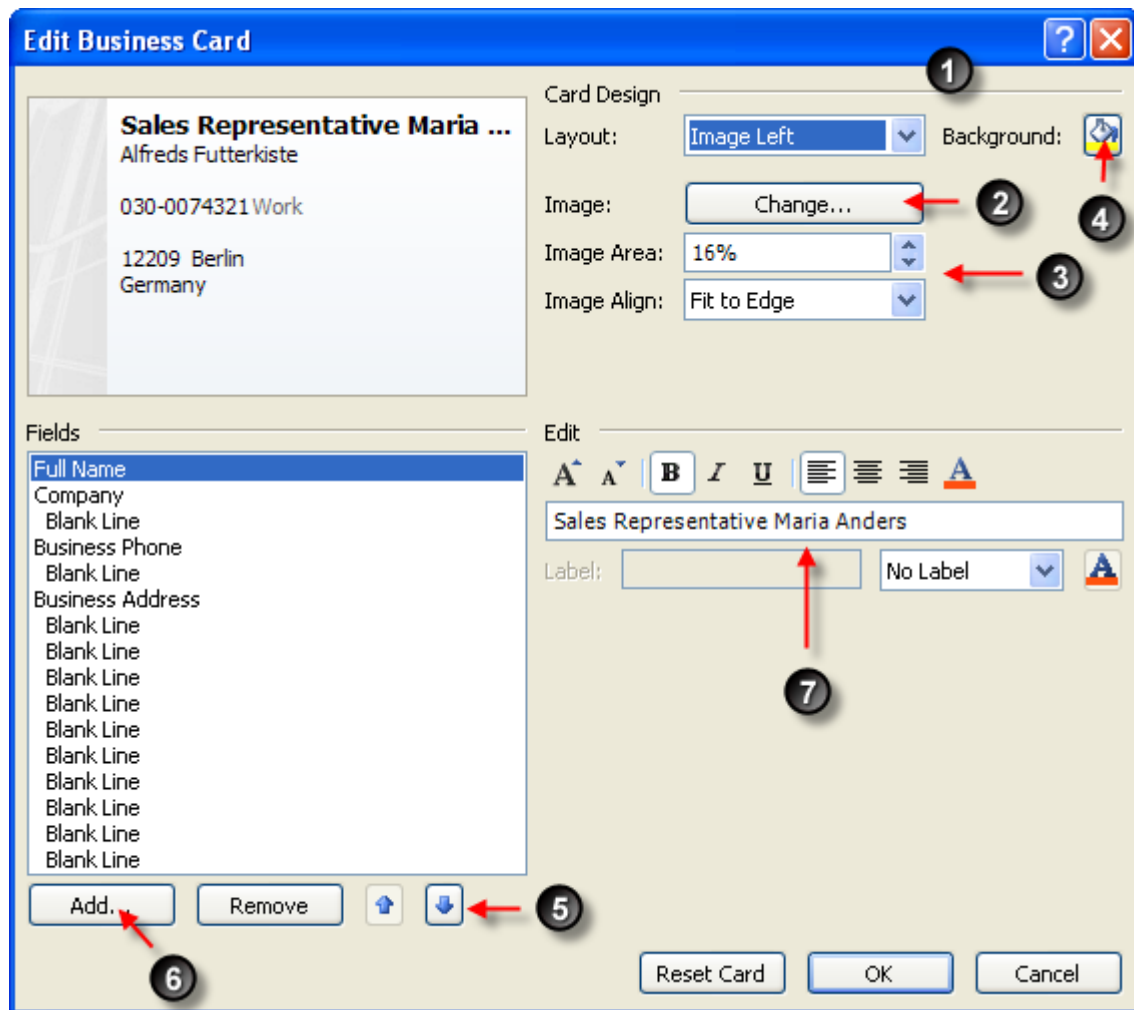 Edit Business Card
?
1
Sales Representative Maria ...
Alfreds Futterkiste
030-0074321 Work
12209 Berlin
Germany
Card Design
Layout: Image Left Background:
Image: Change... 2 4
Image Area: 16%
3
Image Align: Fit to Edge
Fields
Full Name
Company
Blank Line
Business Phone
Blank Line
Business Address
Blank Line
Blank Line
Blank Line
Blank Line
Blank Line
Blank Line
Blank Line
Blank Line
Blank Line
Blank Line
Add... Remove 5
6
Edit
A A B I U A
Sales Representative Maria Anders
Label: No Label A
7
Reset Card OK Cancel